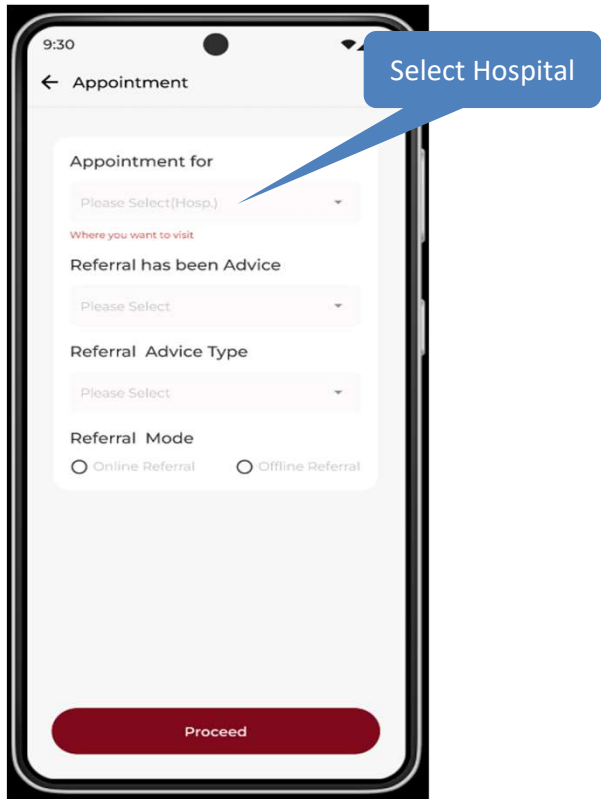 9:30
Select Hospital
Appointment
Appointment for
Please Select(Hosp.)
Where you want to visit
Referral has been Advice
Please Select
Referral Advice Type
Please Select
Referral Mode
Online Referral Offline Referral
Proceed